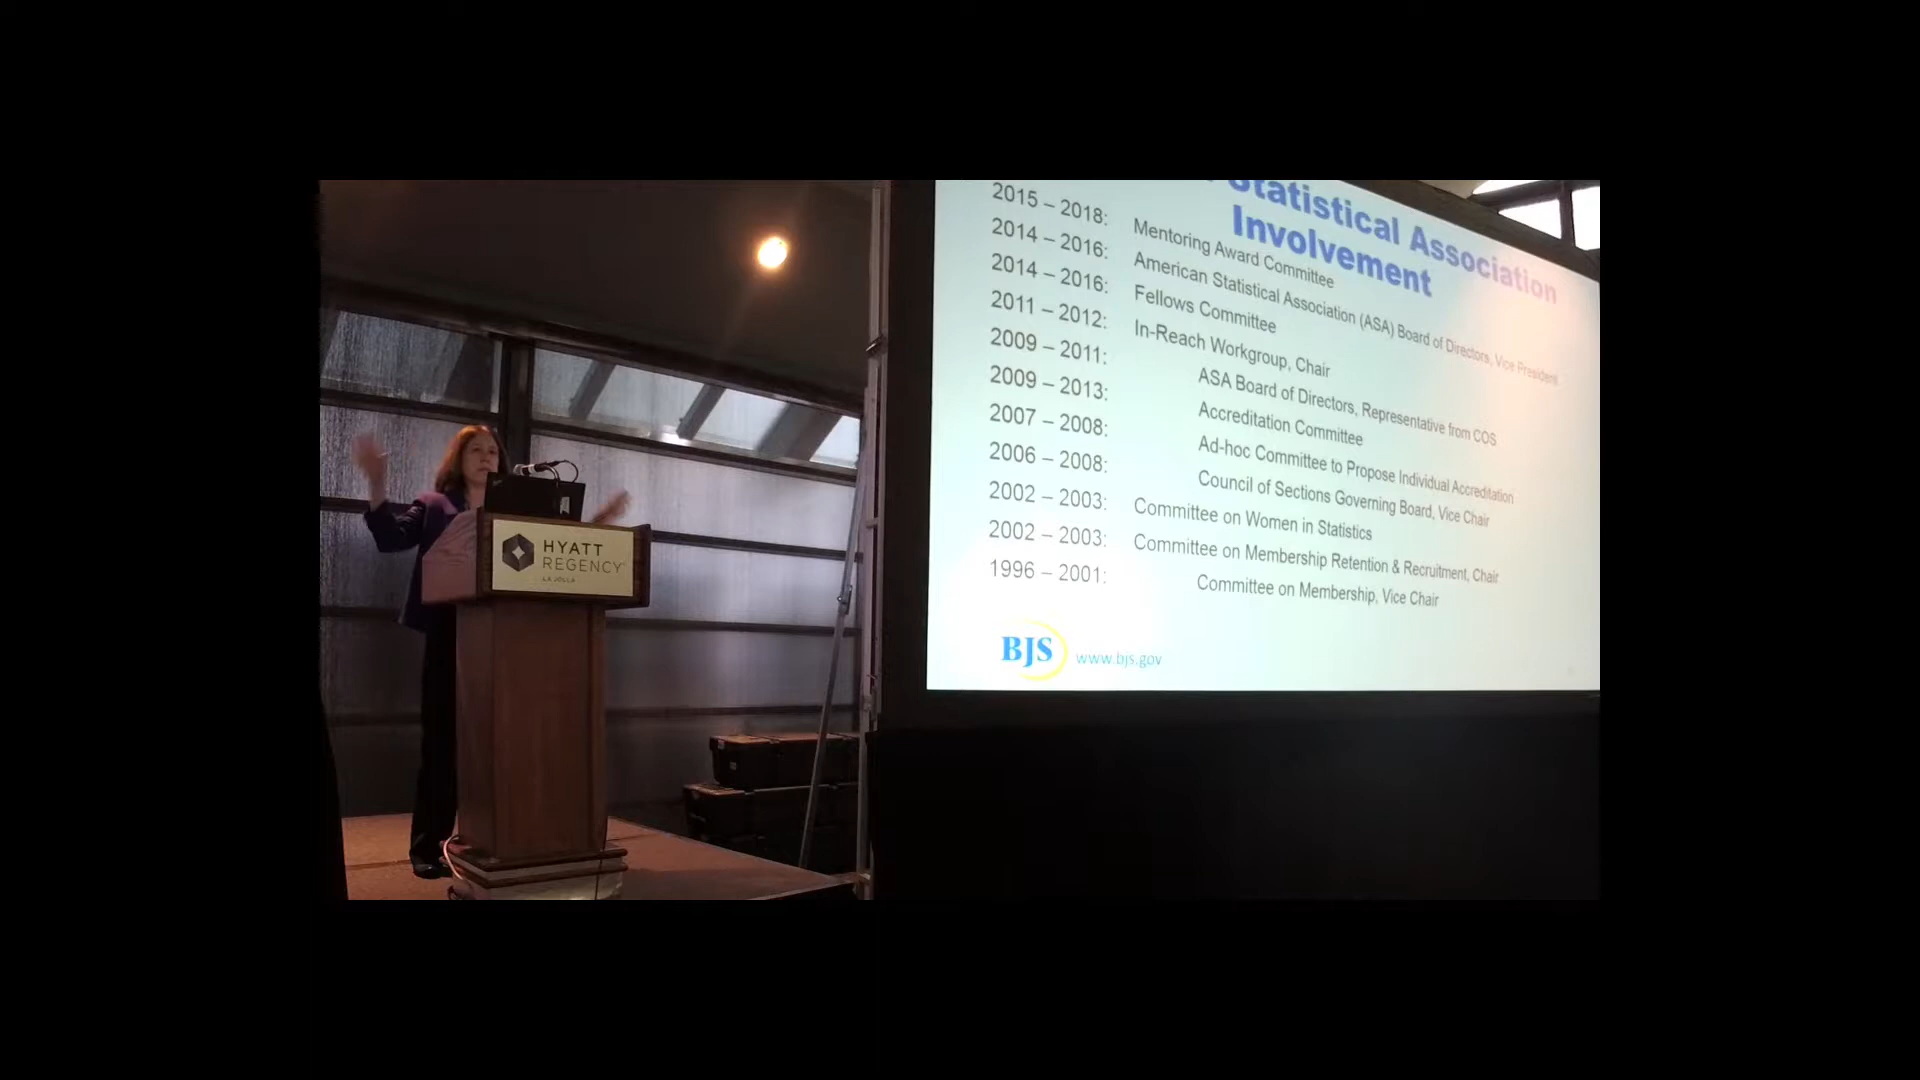 Statistical Association
Involvement
2015 – 2018: Mentoring Award Committee
2014 – 2016: American Statistical Association (ASA) Board of Directors, Vice President
2014 – 2016: Fellows Committee
2011 – 2012: In-Reach Workgroup, Chair
2009 – 2011: ASA Board of Directors, Representative from COS
2009 – 2013: Accreditation Committee
2007 – 2008: Ad-hoc Committee to Propose Individual Accreditation
2006 – 2008: Council of Sections Governing Board, Vice Chair
2002 – 2003: Committee on Women in Statistics
2002 – 2003: Committee on Membership Retention & Recruitment, Chair
1996 – 2001: Committee on Membership, Vice Chair
BJS www.bjs.gov
HYATT
REGENCY
LA JOLLA